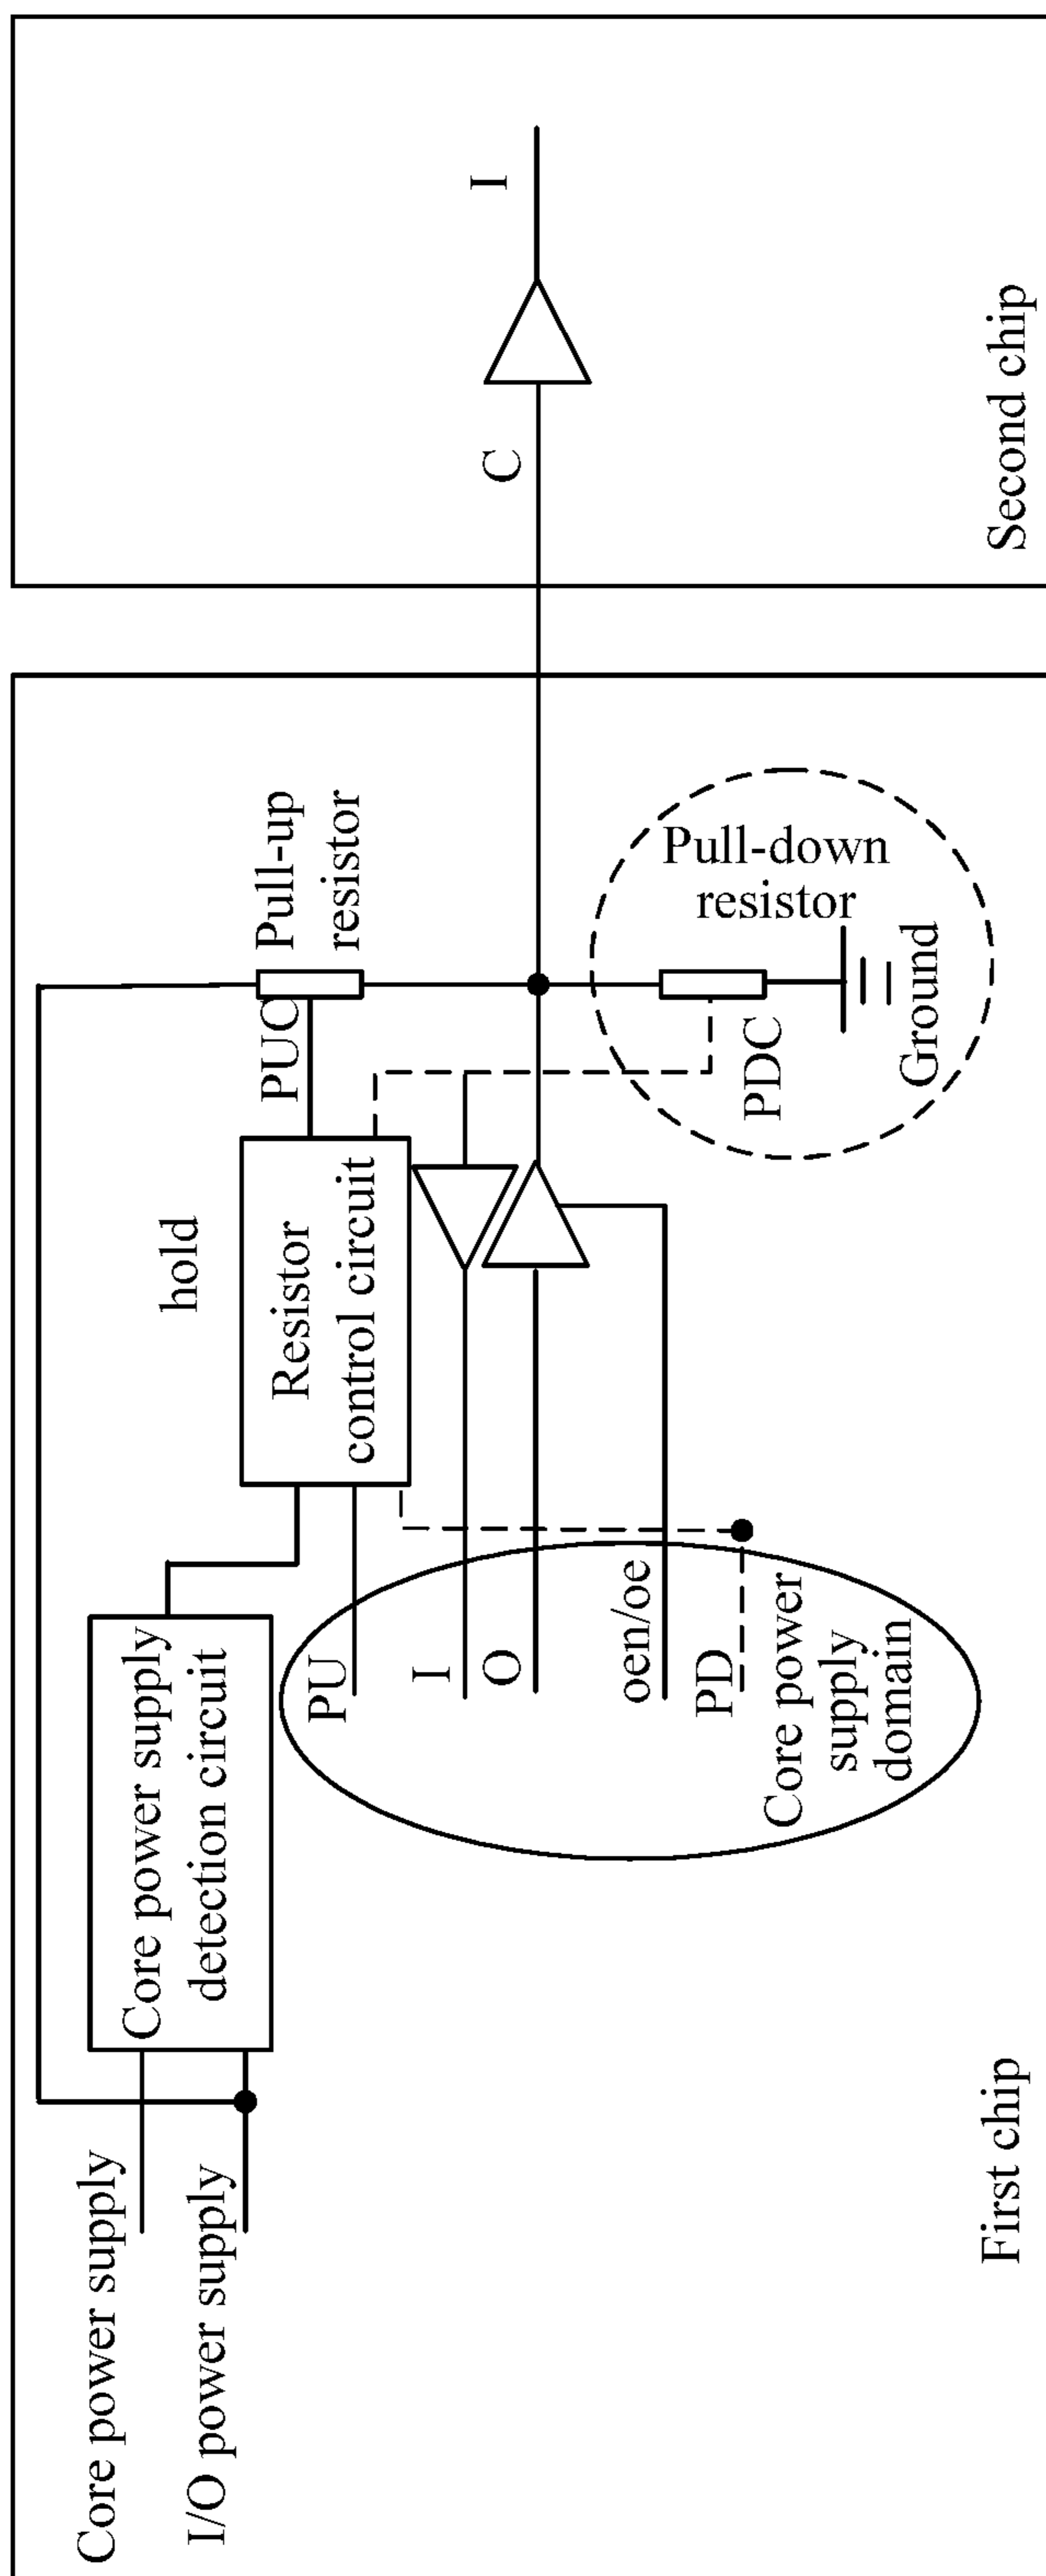 Core power supply
I/O power supply
Core power supply
detection circuit
hold
Resistor
control circuit
PUC
Pull-up
resistor
PU
I
O
oen/oe
PD
Core power
supply
domain
Pull-down
resistor
PDC
Ground
First chip
C
I
Second chip